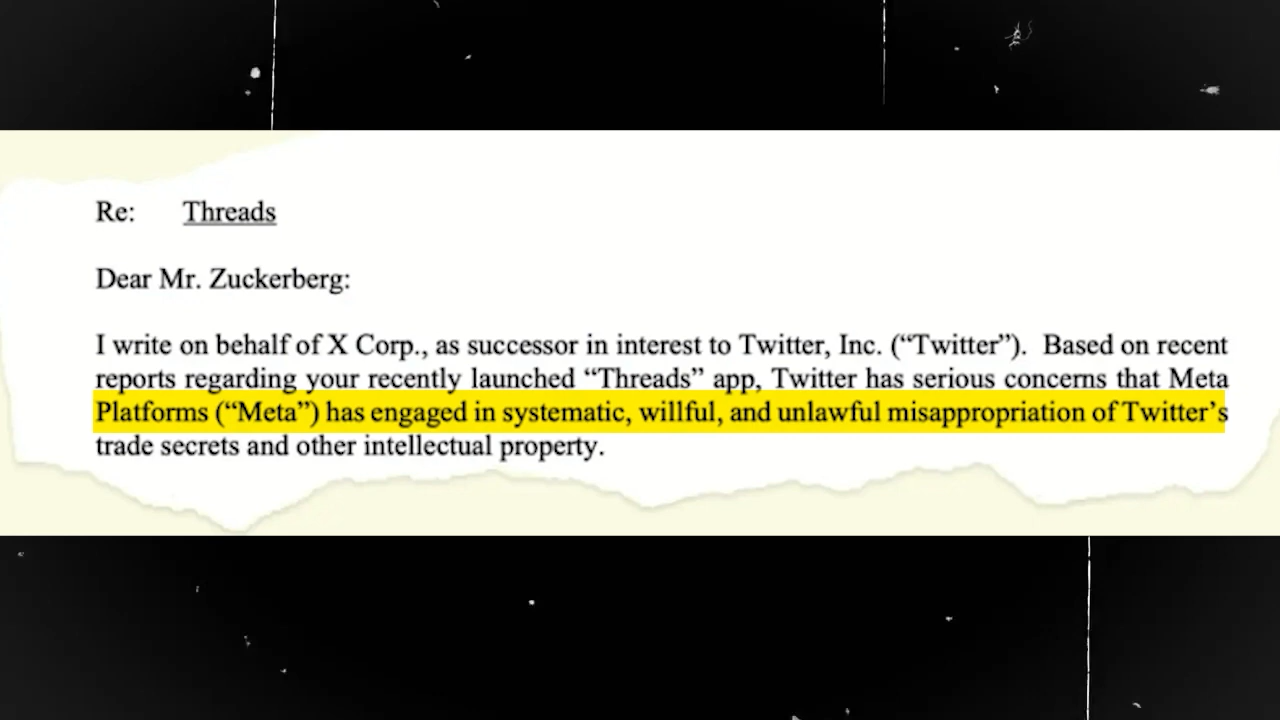 Re: Threads
Dear Mr. Zuckerberg:
I write on behalf of X Corp., as successor in interest to Twitter, Inc. (“Twitter”).  Based on recent
reports regarding your recently launched “Threads” app, Twitter has serious concerns that Meta
Platforms (“Meta”) has engaged in systematic, willful, and unlawful misappropriation of Twitter’s
trade secrets and other intellectual property.